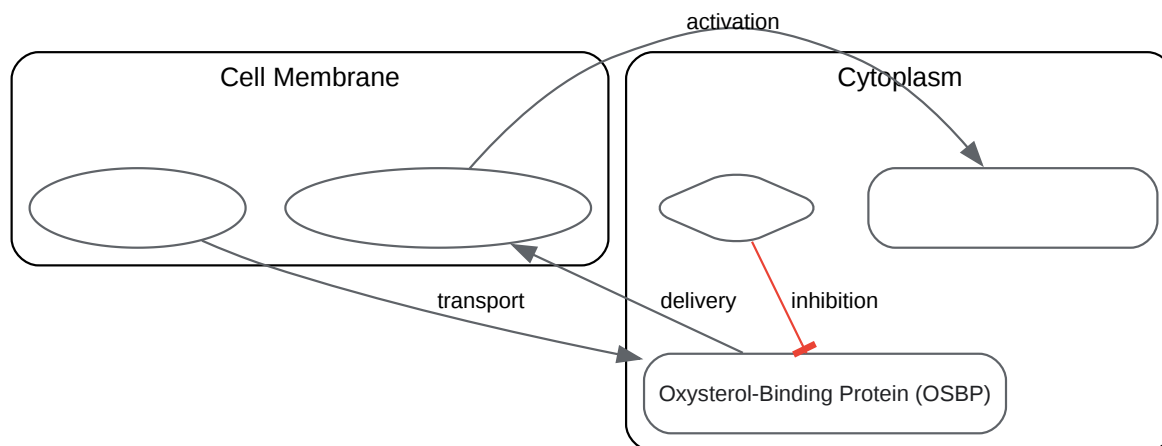 activation
Cell Membrane
Cytoplasm
transport
delivery
inhibition
Oxysterol-Binding Protein (OSBP)